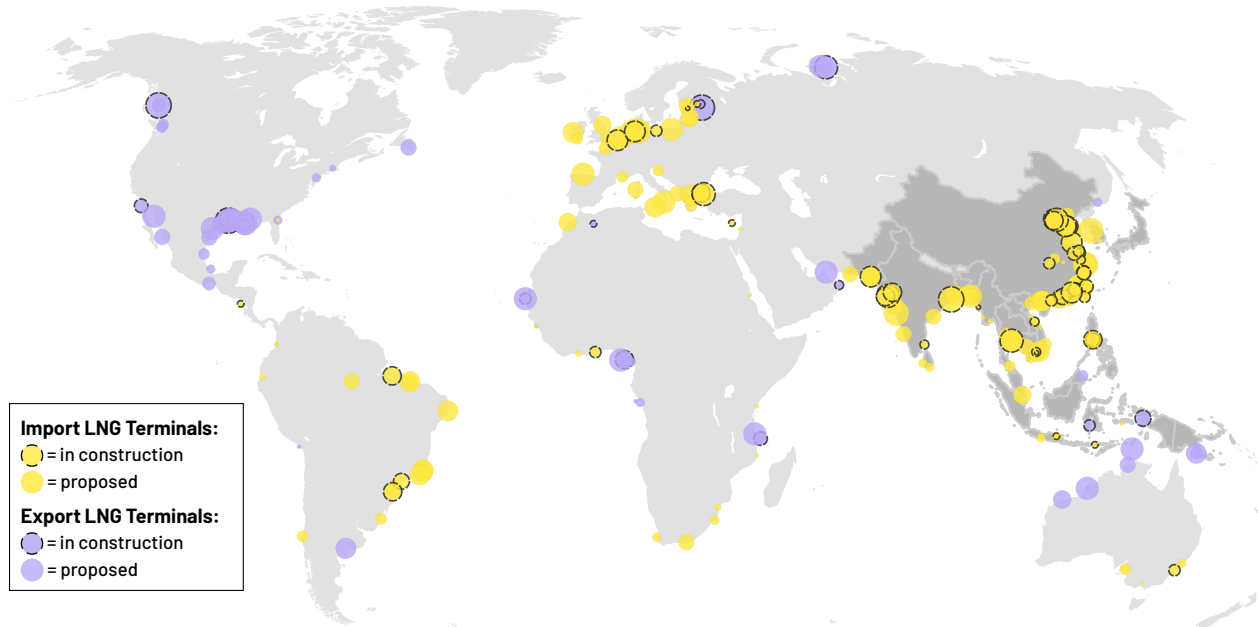 Import LNG Terminals:
= in construction
= proposed
Export LNG Terminals:
= in construction
= proposed